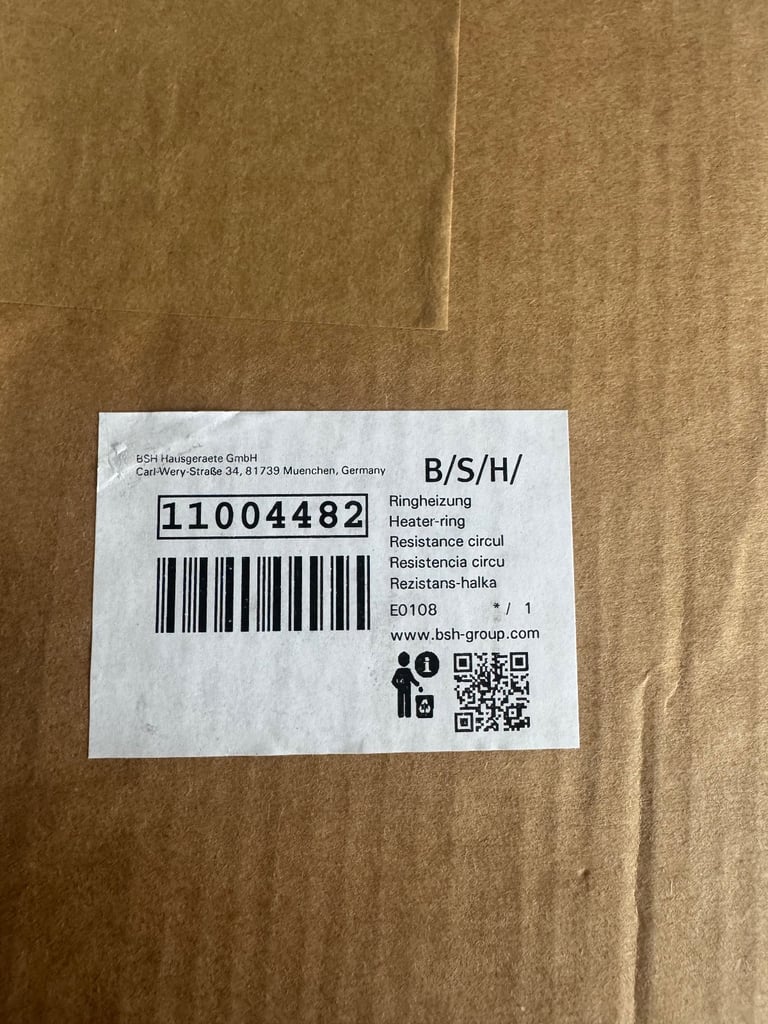 BSH Hausgeraete GmbH
Carl-Wery-Straße 34, 81739 Muenchen, Germany
B/S/H/
11004482
Ringheizung
Heater-ring
Resistance circul
Resistencia circu
Rezistans-halka
E0108 */ 1
www.bsh-group.com